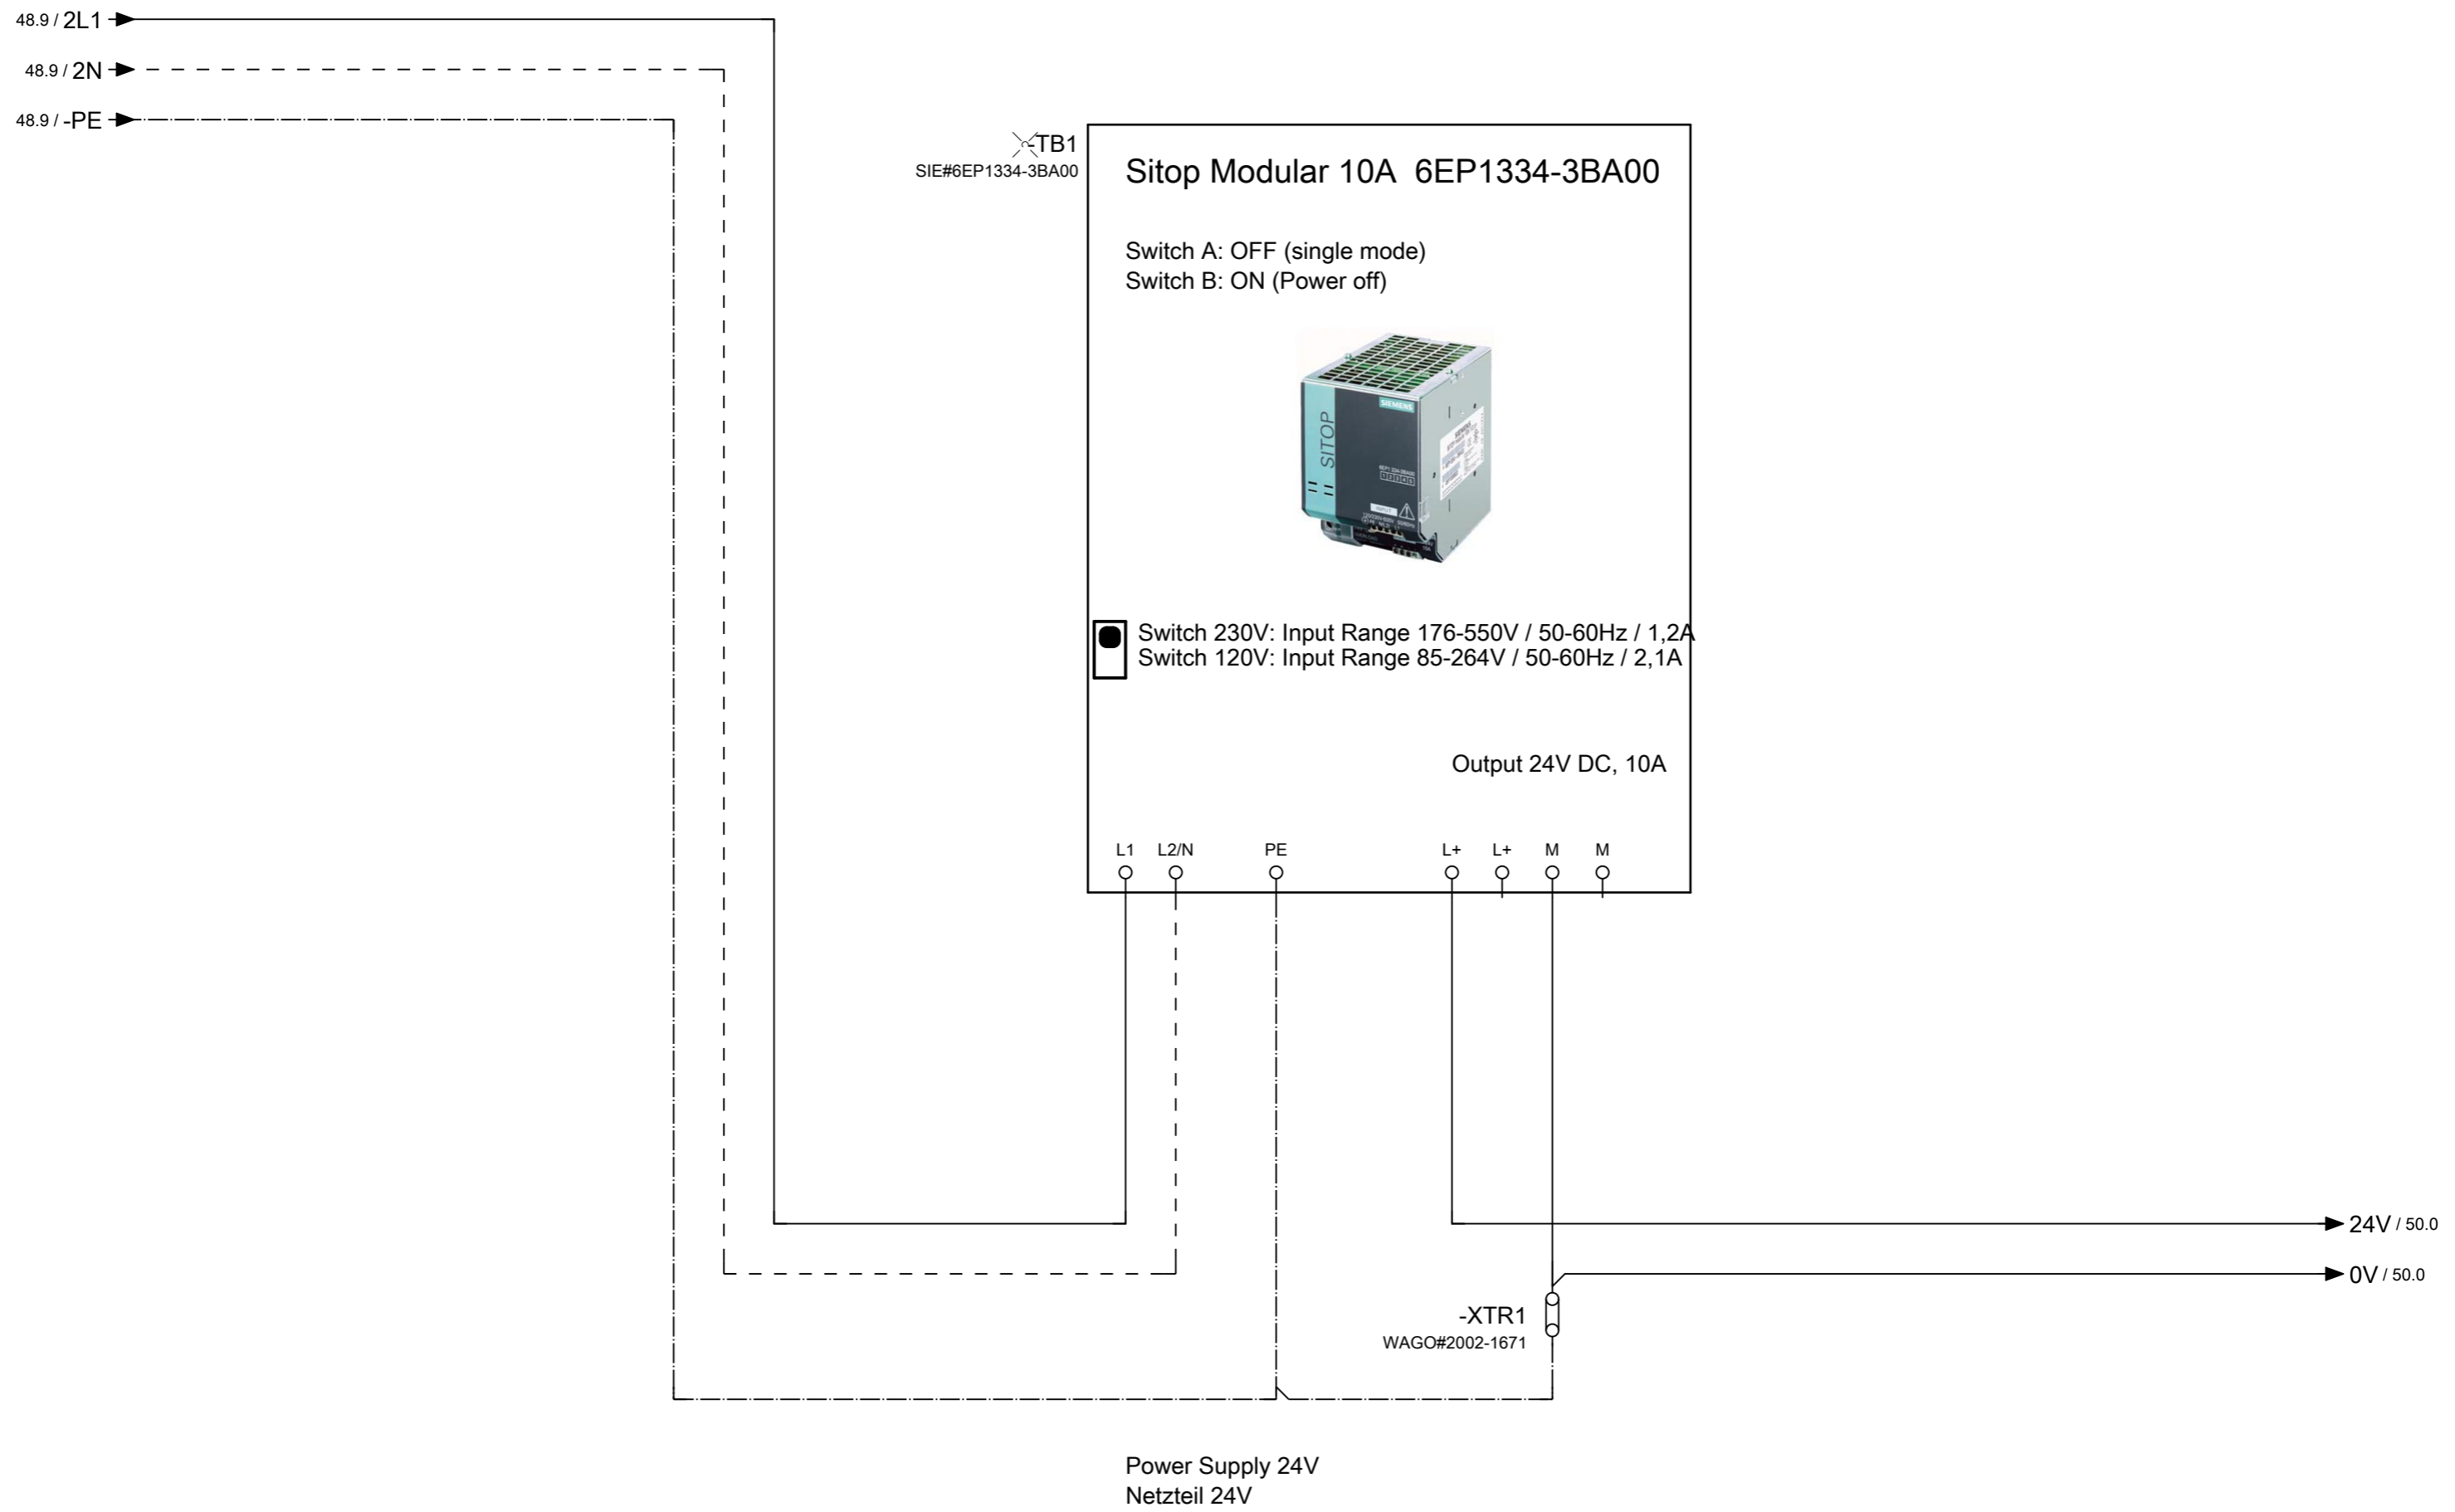 48.9 / 2L1
48.9 / 2N
48.9 / -PE
-TB1
SIE#6EP1334-3BA00
Sitop Modular 10A 6EP1334-3BA00
Switch A: OFF (single mode)
Switch B: ON (Power off)
SIEMENS
SITOP
INPUT
Switch 230V: Input Range 176-550V / 50-60Hz / 1,2A
Switch 120V: Input Range 85-264V / 50-60Hz / 2,1A
Output 24V DC, 10A
L1 L2/N PE L+ L+ M M
24V / 50.0
0V / 50.0
-XTR1
WAGO#2002-1671
Power Supply 24V
Netzteil 24V